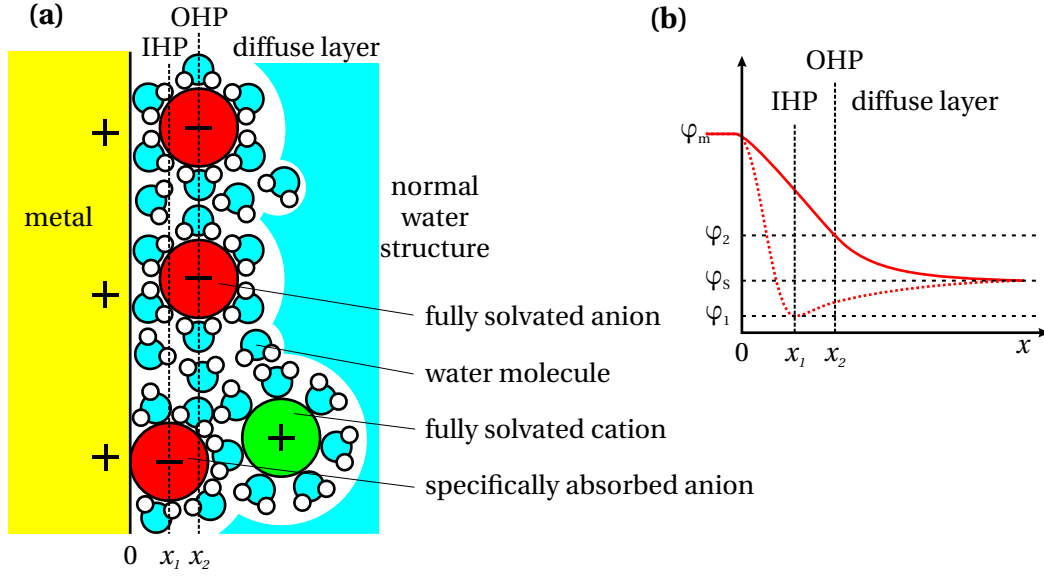 (a)
OHP
IHP
diffuse layer
+
−
metal
normal
water
structure
+
−
fully solvated anion
water molecule
fully solvated cation
+
+
−
specifically absorbed anion
0
x₁
x₂
(b)
OHP
IHP
diffuse layer
φₘ
φ₂
φₛ
φ₁
0
x₁
x₂
x